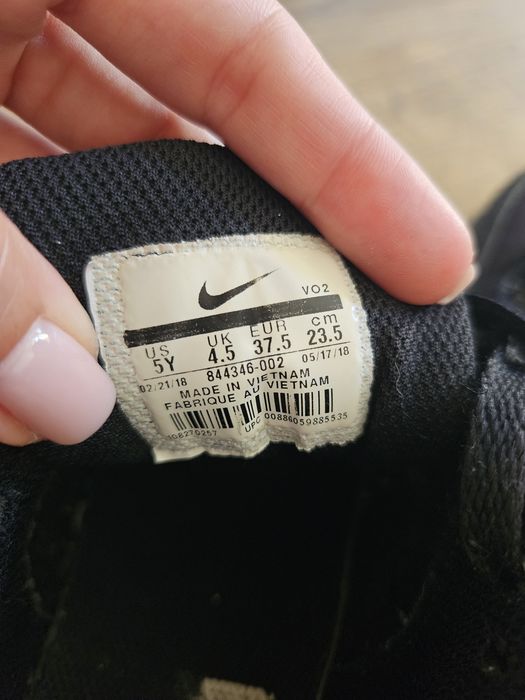 VO2
US UK EUR cm
5Y 4.5 37.5 23.5
02/21/18 844346-002 05/17/18
MADE IN VIETNAM
FABRIQUE AU VIETNAM
UPC 00886059885535